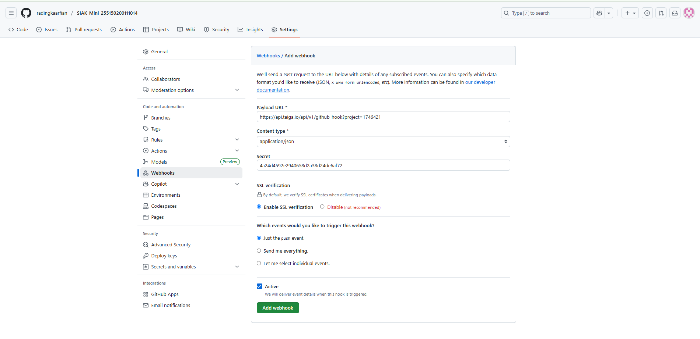 Type / to search
Code
Issues
Pull requests
Actions
Projects
Wiki
Security
Insights
Settings
General
Access
Collaborators
Moderation options
Code and automation
Branches
Tags
Rules
Actions
Models
Preview
Webhooks
Copilot
Environments
Codespaces
Pages
Security
Advanced Security
Deploy keys
Secrets and variables
Integrations
GitHub Apps
Email notifications
Webhooks / Add webhook
We'll send a POST request to the URL below with details of any subscribed events. You can also specify which data
format you'd like to receive (JSON, x-www-form-urlencoded, etc). More information can be found in our developer
documentation.
Payload URL *
Content type *
application/json
Secret
SSL verification
By default, we verify SSL certificates when delivering payloads.
Enable SSL verification
Disable (not recommended)
Which events would you like to trigger this webhook?
Just the push event.
Send me everything.
Let me select individual events.
Active
We will deliver event details when this hook is triggered.
Add webhook